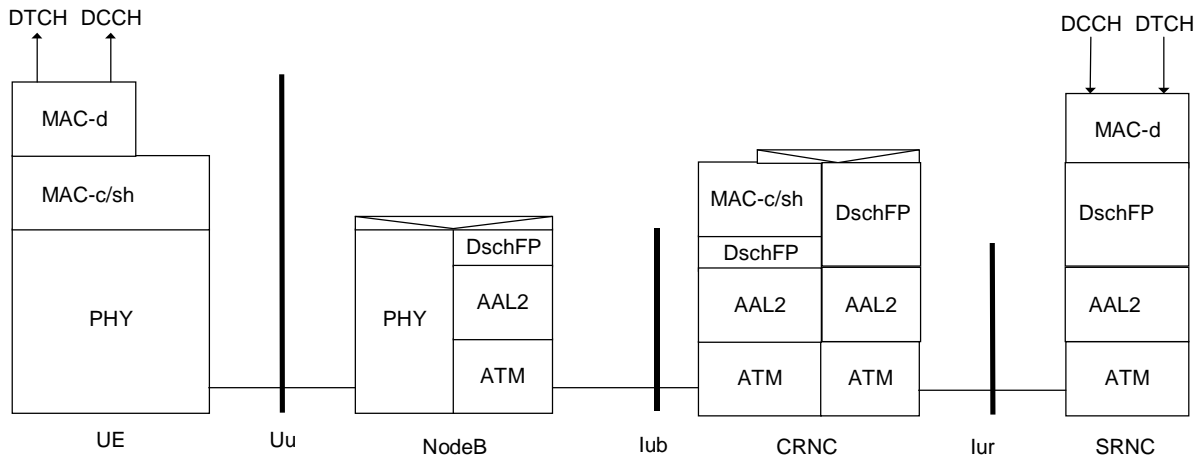 DTCH DCCH
DCCH DTCH
MAC-d
MAC-d
MAC-c/sh
MAC-c/sh
DschFP
DschFP
DschFP
DschFP
PHY
PHY
AAL2
AAL2
AAL2
AAL2
ATM
ATM
ATM
ATM
UE
Uu
NodeB
Iub
CRNC
Iur
SRNC